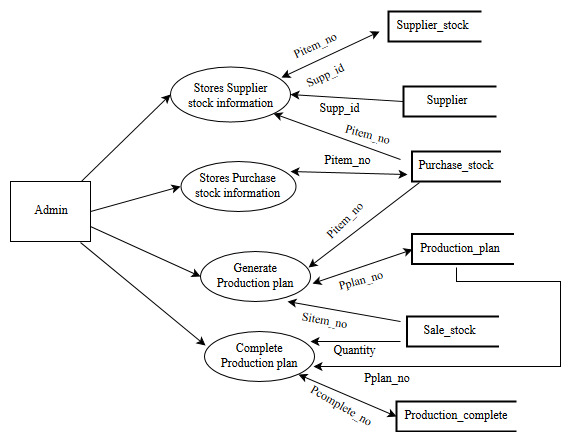 Supplier_stock
Pitem_no
Supp_id
Stores Supplier
stock information
Supplier
Supp_id
Pitem_no
Pitem_no
Purchase_stock
Stores Purchase
stock information
Admin
Pitem_no
Production_plan
Generate
Production plan
Pplan_no
Sitem_no
Sale_stock
Complete
Production plan
Quantity
Pplan_no
Pcomplete_no
Production_complete